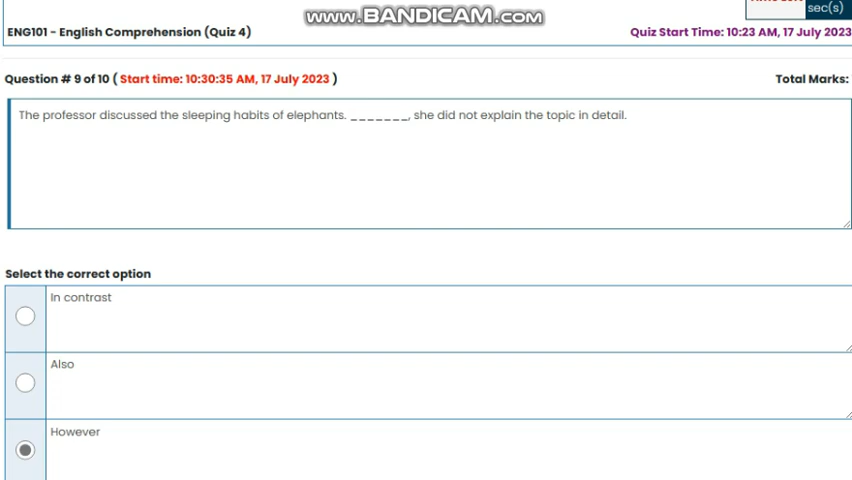 www.BANDICAM.com
sec(s)
ENG101 - English Comprehension (Quiz 4)
Quiz Start Time: 10:23 AM, 17 July 2023
Question # 9 of 10 ( Start time: 10:30:35 AM, 17 July 2023 )
Total Marks:
The professor discussed the sleeping habits of elephants. _______, she did not explain the topic in detail.
Select the correct option
In contrast
Also
However